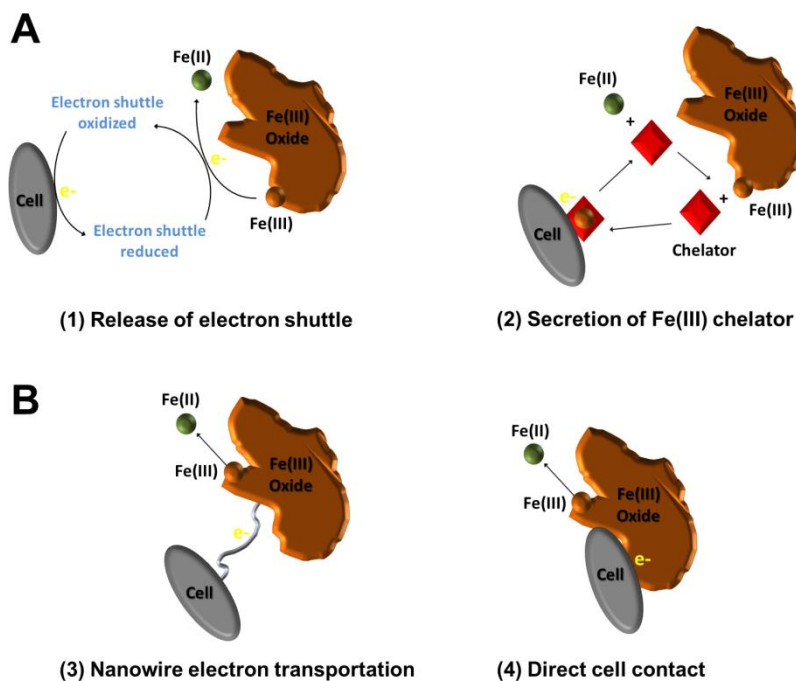 A
Fe(II)
Electron shuttle
oxidized
e-
Fe(III)
Oxide
e-
Cell
Electron shuttle
reduced
Fe(III)
(1) Release of electron shuttle
Fe(II)
+
Fe(III)
Oxide
e-
+
Fe(III)
Cell
Chelator
(2) Secretion of Fe(III) chelator
B
Fe(II)
Fe(III)
Fe(III)
Oxide
e-
Cell
(3) Nanowire electron transportation
Fe(II)
Fe(III)
Fe(III)
Oxide
e-
Cell
(4) Direct cell contact